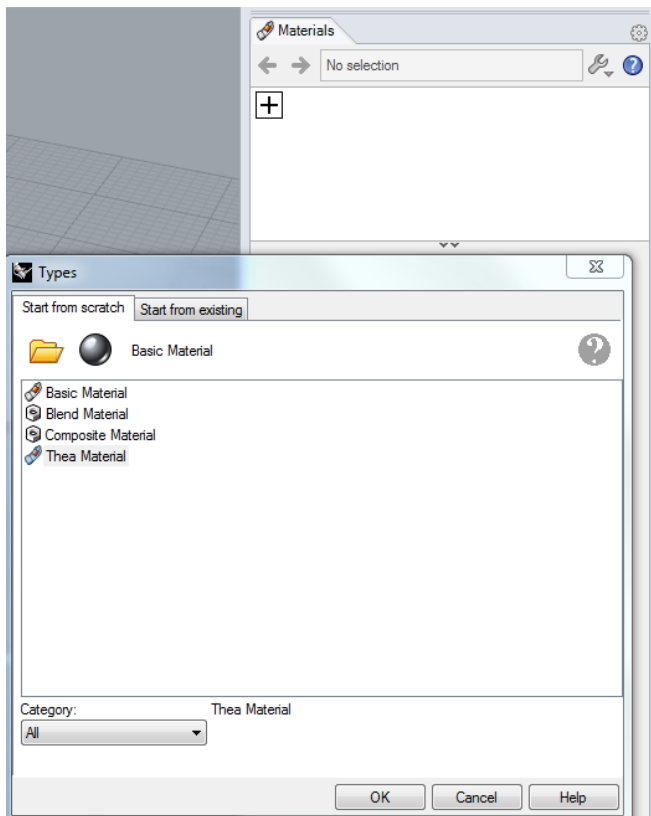 Materials
No selection
Types
Start from scratch
Start from existing
Basic Material
Basic Material
Blend Material
Composite Material
Thea Material
Category:
Thea Material
All
OK
Cancel
Help